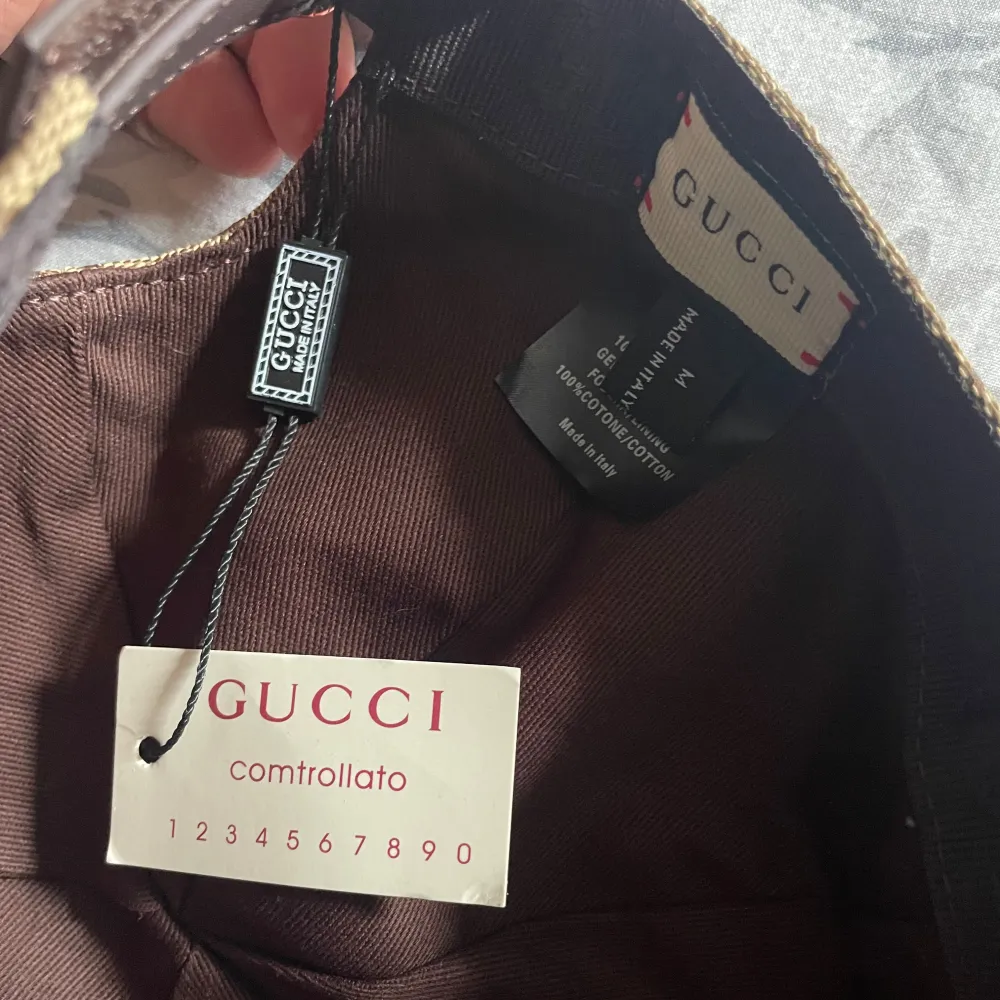 GUCCI
MADE IN ITALY
GUCCI
M
MADE IN ITALY
100%COTONE/COTTON
Made in Italy
GUCCI
comtrollato
1 2 3 4 5 6 7 8 9 0